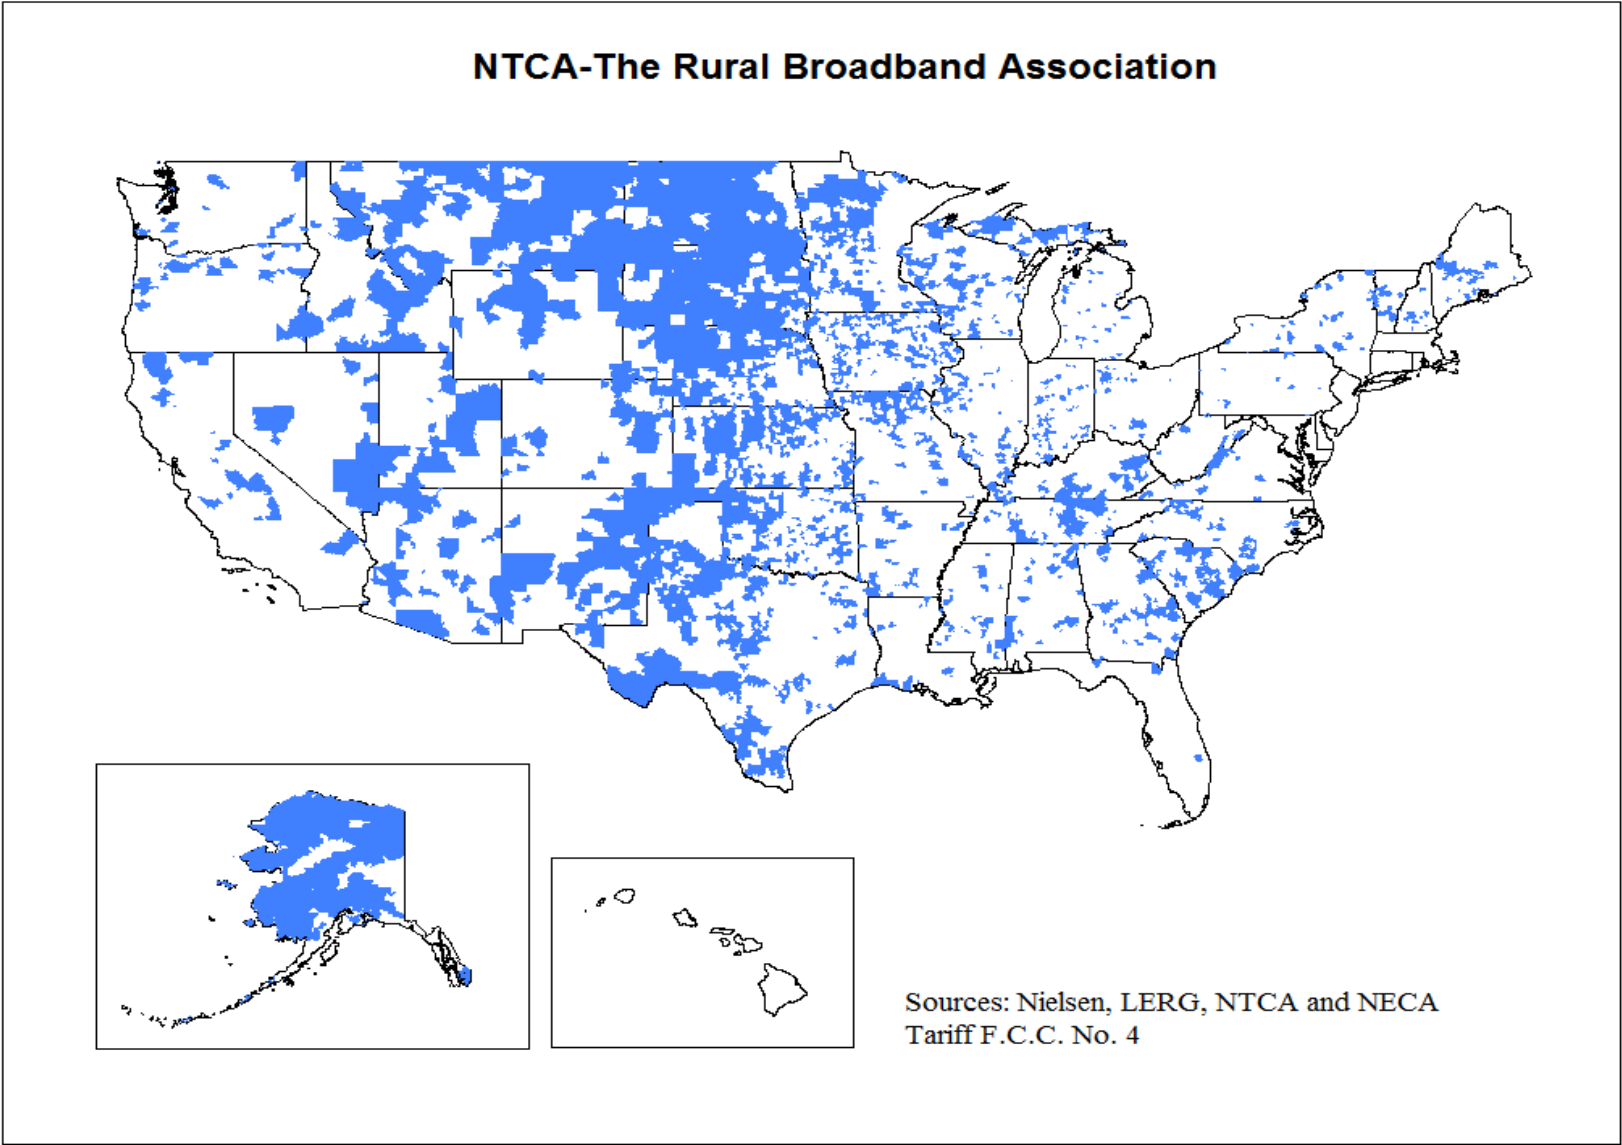 NTCA-The Rural Broadband Association
Sources: Nielsen, LERG, NTCA and NECA
Tariff F.C.C. No. 4